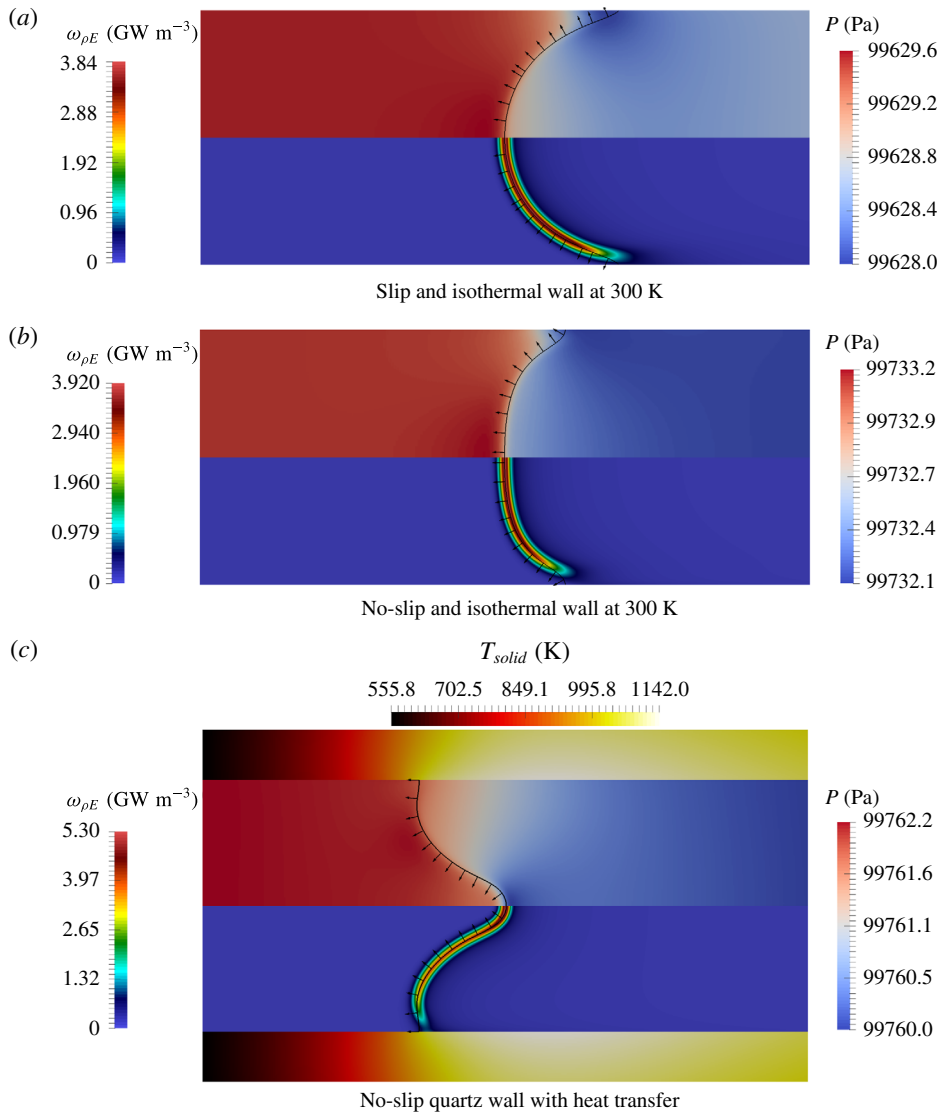 (a)
ω_ρE (GW m⁻³)
3.84
2.88
1.92
0.96
0
P (Pa)
99629.6
99629.2
99628.8
99628.4
99628.0
Slip and isothermal wall at 300 K
(b)
ω_ρE (GW m⁻³)
3.920
2.940
1.960
0.979
0
P (Pa)
99733.2
99732.9
99732.7
99732.4
99732.1
No-slip and isothermal wall at 300 K
(c)
T_solid (K)
555.8 702.5 849.1 995.8 1142.0
ω_ρE (GW m⁻³)
5.30
3.97
2.65
1.32
0
P (Pa)
99762.2
99761.6
99761.1
99760.5
99760.0
No-slip quartz wall with heat transfer